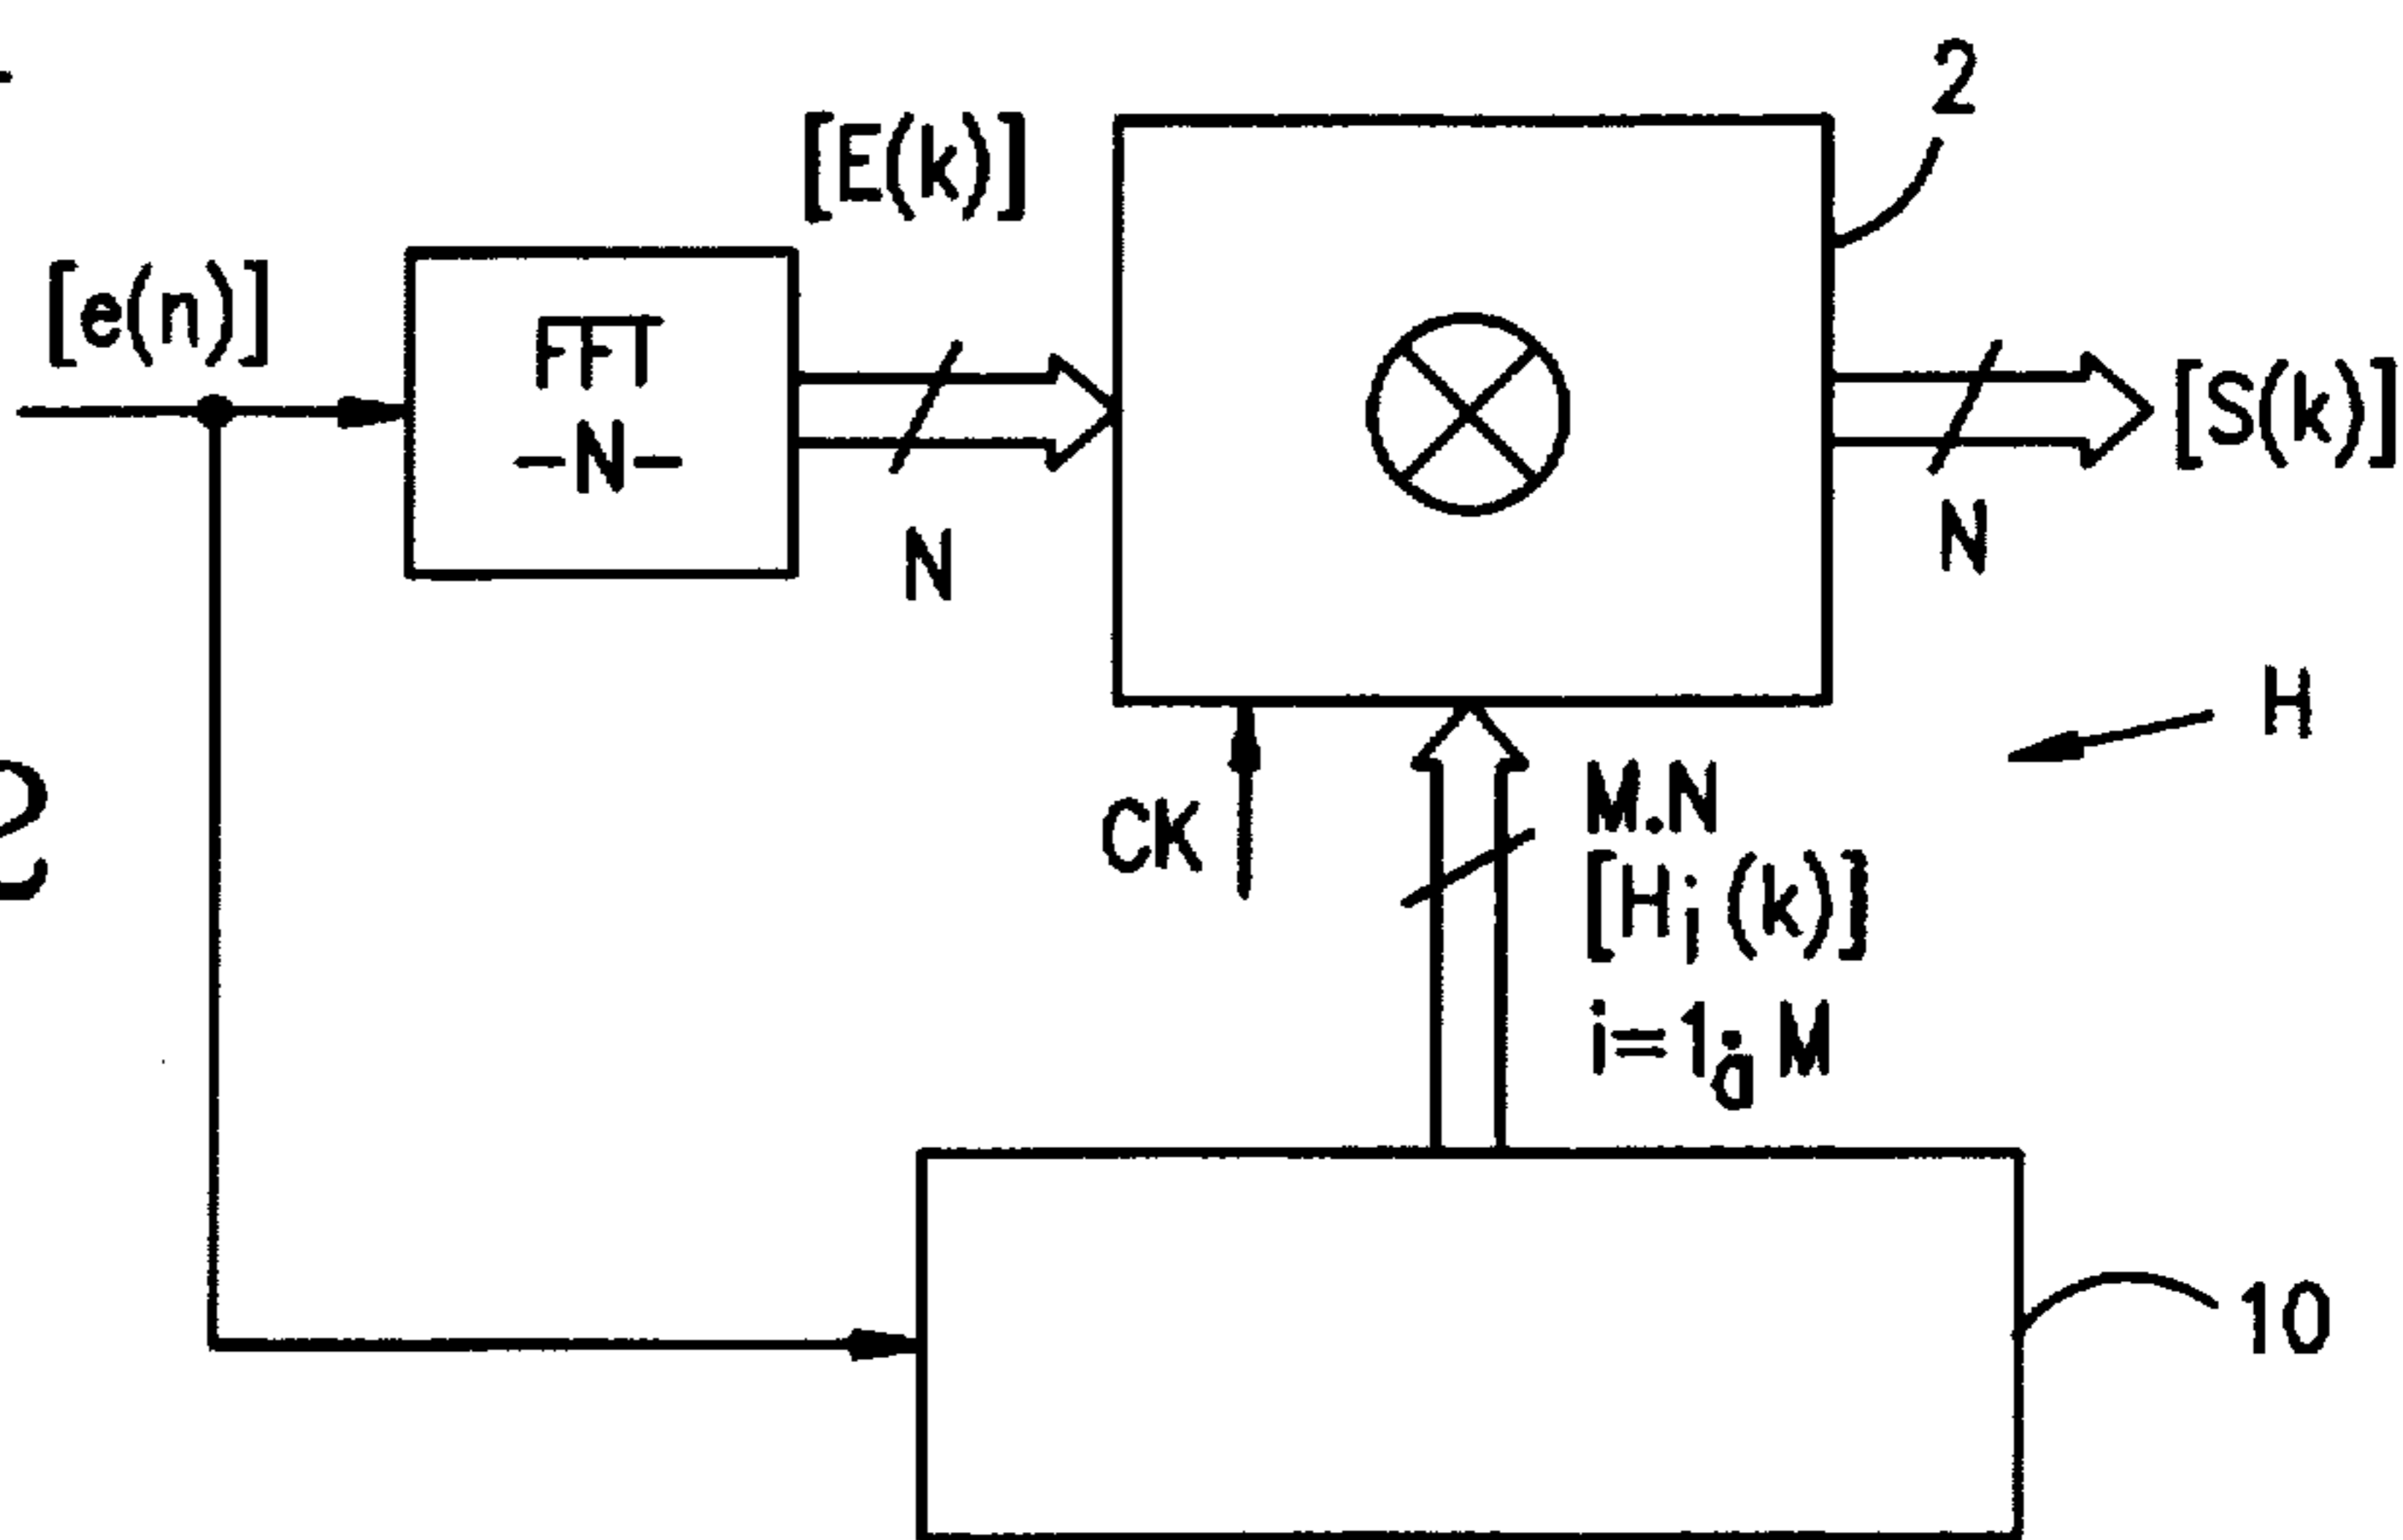 2
[E(k)]
[e(n)]
FFT
-N-
[S(k)]
N
N
H
M.N
CK
[Hi(k)]
i=1 à M
10